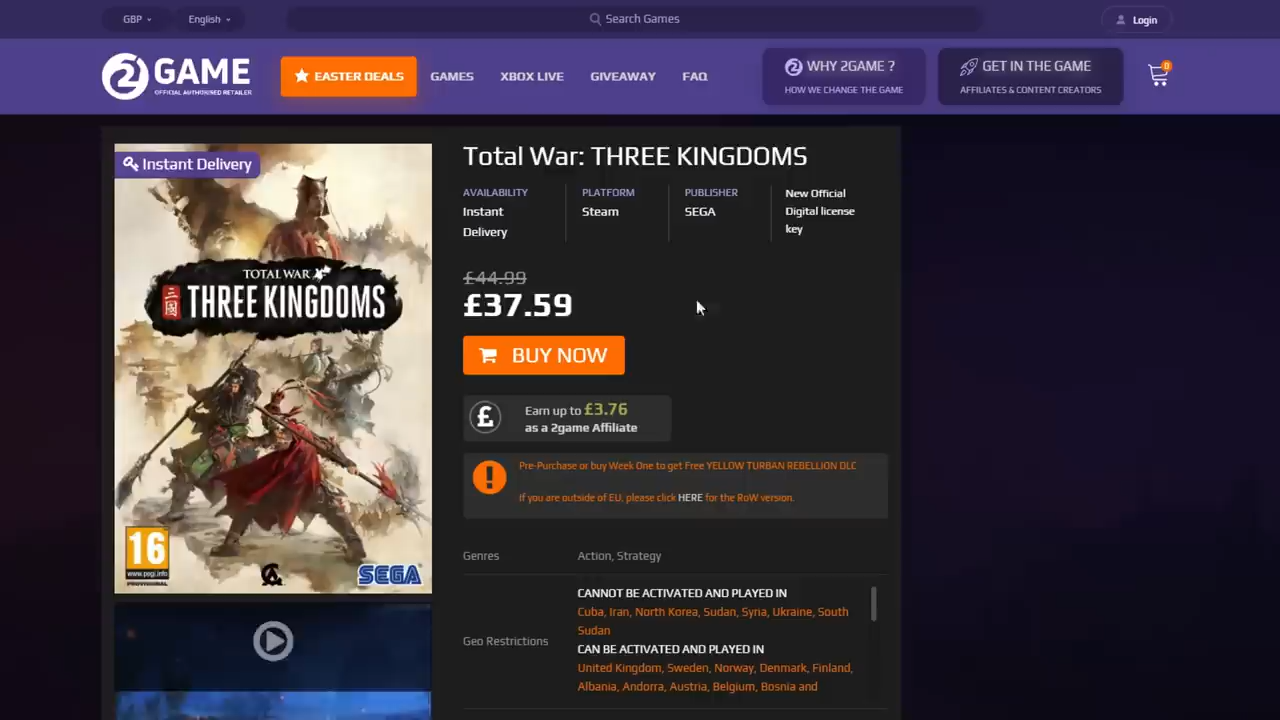 GBP
English
Search Games
Login
2 GAME
OFFICIAL AUTHORISED RETAILER
EASTER DEALS
GAMES
XBOX LIVE
GIVEAWAY
FAQ
2 WHY 2GAME ?
HOW WE CHANGE THE GAME
GET IN THE GAME
AFFILIATES & CONTENT CREATORS
0
Instant Delivery
TOTAL WAR
三國 THREE KINGDOMS
16
www.pegi.info
PROVISIONAL
CA
SEGA
Total War: THREE KINGDOMS
AVAILABILITY
Instant
Delivery
PLATFORM
Steam
PUBLISHER
SEGA
New Official
Digital license
key
£44.99
£37.59
BUY NOW
£
Earn up to £3.76
as a 2game Affiliate
!
Pre-Purchase or buy Week One to get Free YELLOW TURBAN REBELLION DLC
If you are outside of EU, please click HERE for the RoW version.
Genres
Action, Strategy
Geo Restrictions
CANNOT BE ACTIVATED AND PLAYED IN
Cuba, Iran, North Korea, Sudan, Syria, Ukraine, South
Sudan
CAN BE ACTIVATED AND PLAYED IN
United Kingdom, Sweden, Norway, Denmark, Finland,
Albania, Andorra, Austria, Belgium, Bosnia and